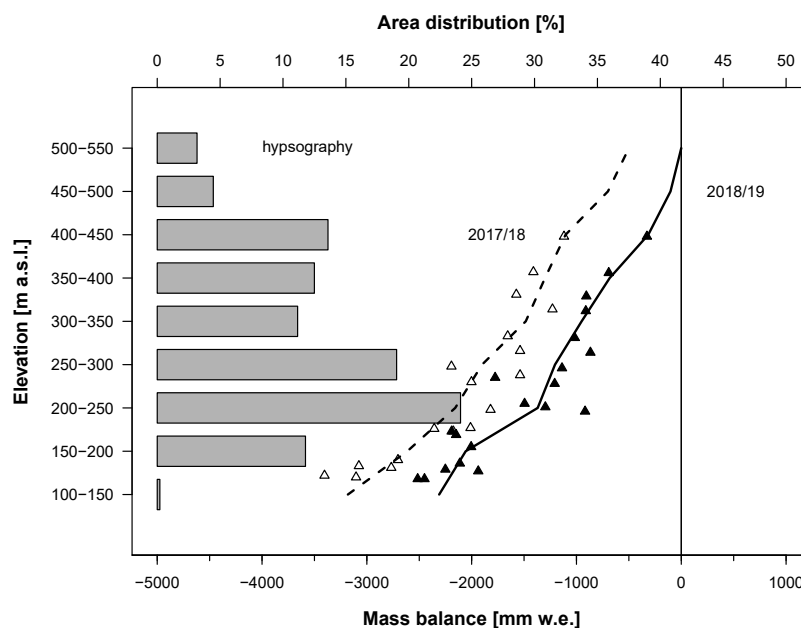 Area distribution [%]
0 5 10 15 20 25 30 35 40 45 50
500−550
450−500
400−450
350−400
300−350
250−300
200−250
150−200
100−150
Elevation [m a.s.l.]
hypsography
2017/18
2018/19
−5000 −4000 −3000 −2000 −1000 0 1000
Mass balance [mm w.e.]